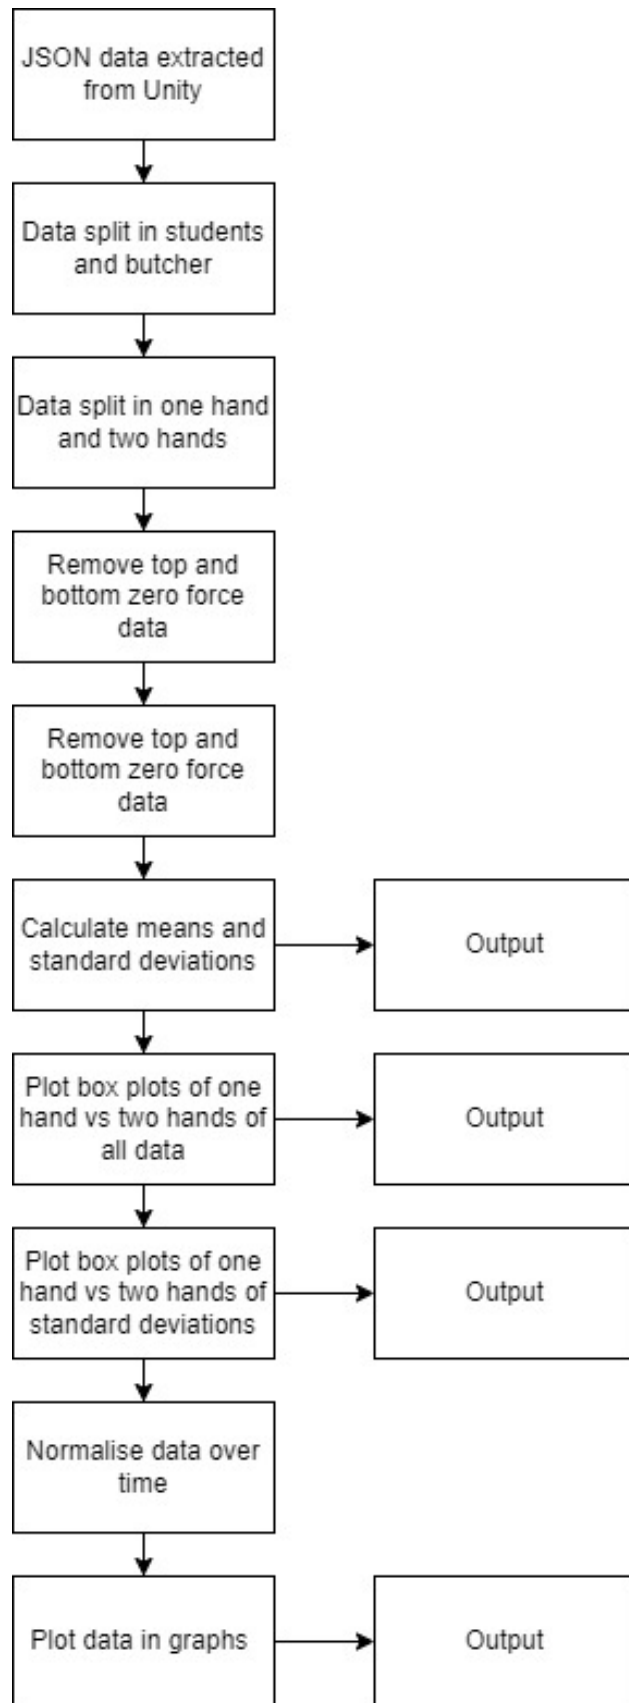 JSON data extracted
from Unity
Data split in students
and butcher
Data split in one hand
and two hands
Remove top and
bottom zero force
data
Remove top and
bottom zero force
data
Calculate means and
standard deviations
Output
Plot box plots of one
hand vs two hands of
all data
Output
Plot box plots of one
hand vs two hands of
standard deviations
Output
Normalise data over
time
Plot data in graphs
Output